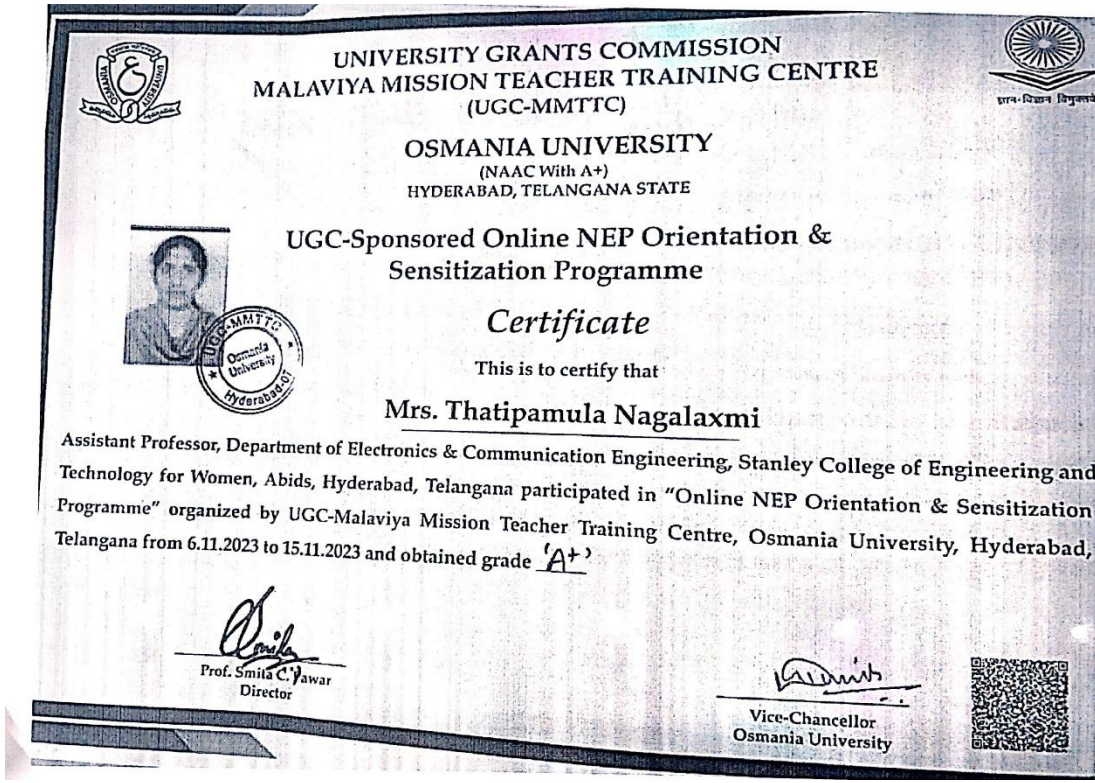 UNIVERSITY GRANTS COMMISSION
MALAVIYA MISSION TEACHER TRAINING CENTRE
(UGC-MMTTC)
ज्ञान-विज्ञान विमुक्तये
OSMANIA UNIVERSITY
(NAAC With A+)
HYDERABAD, TELANGANA STATE
UGC-Sponsored Online NEP Orientation &
Sensitization Programme
Certificate
UGC-MMTTC
Osmania
University
Hyderabad-07
This is to certify that
Mrs. Thatipamula Nagalaxmi
Assistant Professor, Department of Electronics & Communication Engineering, Stanley College of Engineering and
Technology for Women, Abids, Hyderabad, Telangana participated in "Online NEP Orientation & Sensitization
Programme" organized by UGC-Malaviya Mission Teacher Training Centre, Osmania University, Hyderabad,
Telangana from 6.11.2023 to 15.11.2023 and obtained grade 'A+'
Prof. Smita C. Pawar
Director
Vice-Chancellor
Osmania University